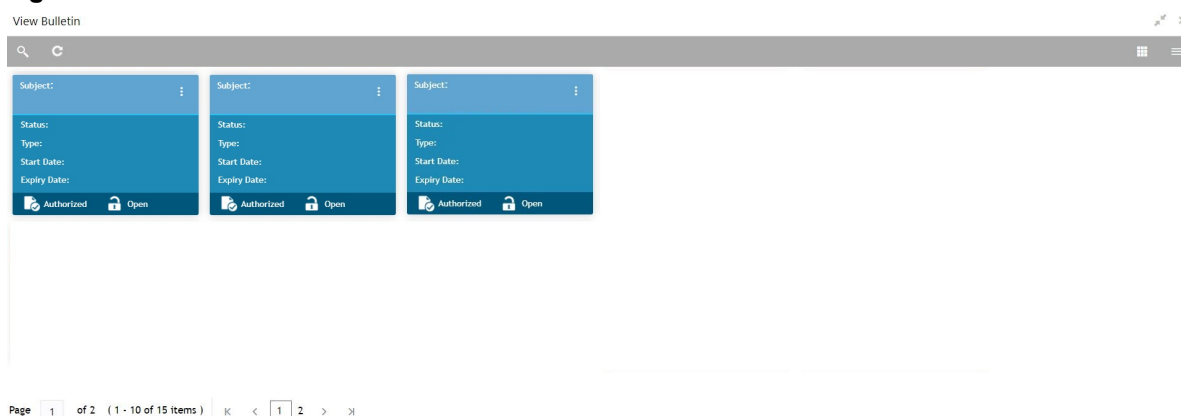 View Bulletin
Subject:
Status:
Type:
Start Date:
Expiry Date:
Authorized Open
Subject:
Status:
Type:
Start Date:
Expiry Date:
Authorized Open
Subject:
Status:
Type:
Start Date:
Expiry Date:
Authorized Open
Page 1 of 2 ( 1 - 10 of 15 items ) 1 2